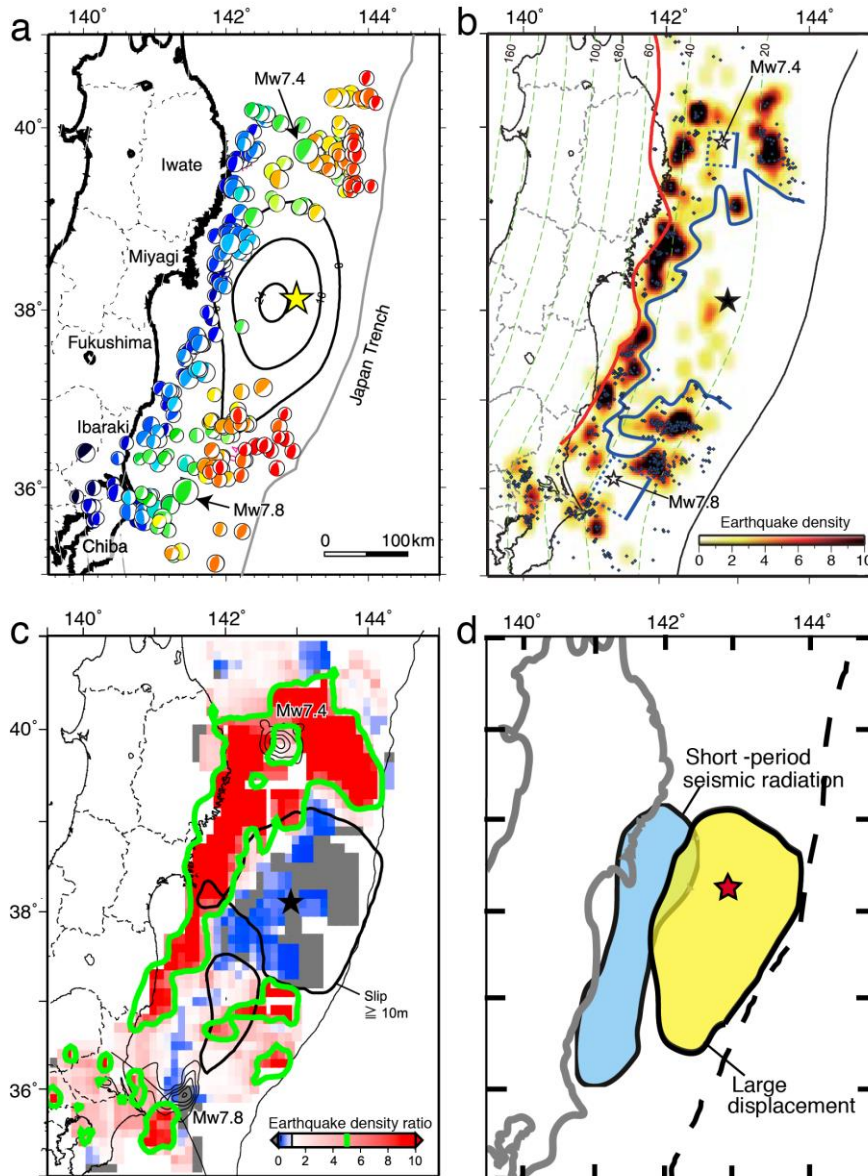 a
140°
142°
144°
40°
38°
36°
Mw7.4
Iwate
Miyagi
Fukushima
Ibaraki
Chiba
Japan Trench
Mw7.8
0 100km
b
140°
142°
144°
160
100
80
60
40
20
Mw7.4
Mw7.8
Earthquake density
0 2 4 6 8 10
c
140°
142°
144°
40°
38°
36°
Mw7.4
Slip
≧ 10m
Mw7.8
Earthquake density ratio
0 1 2 4 6 8 10
d
140°
142°
144°
Short -period
seismic radiation
Large
displacement